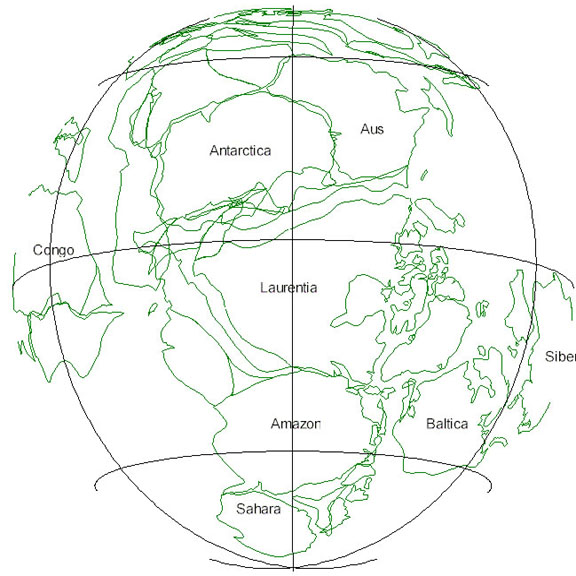 Aus
Antarctica
Congo
Laurentia
Siber
Amazon
Baltica
Sahara